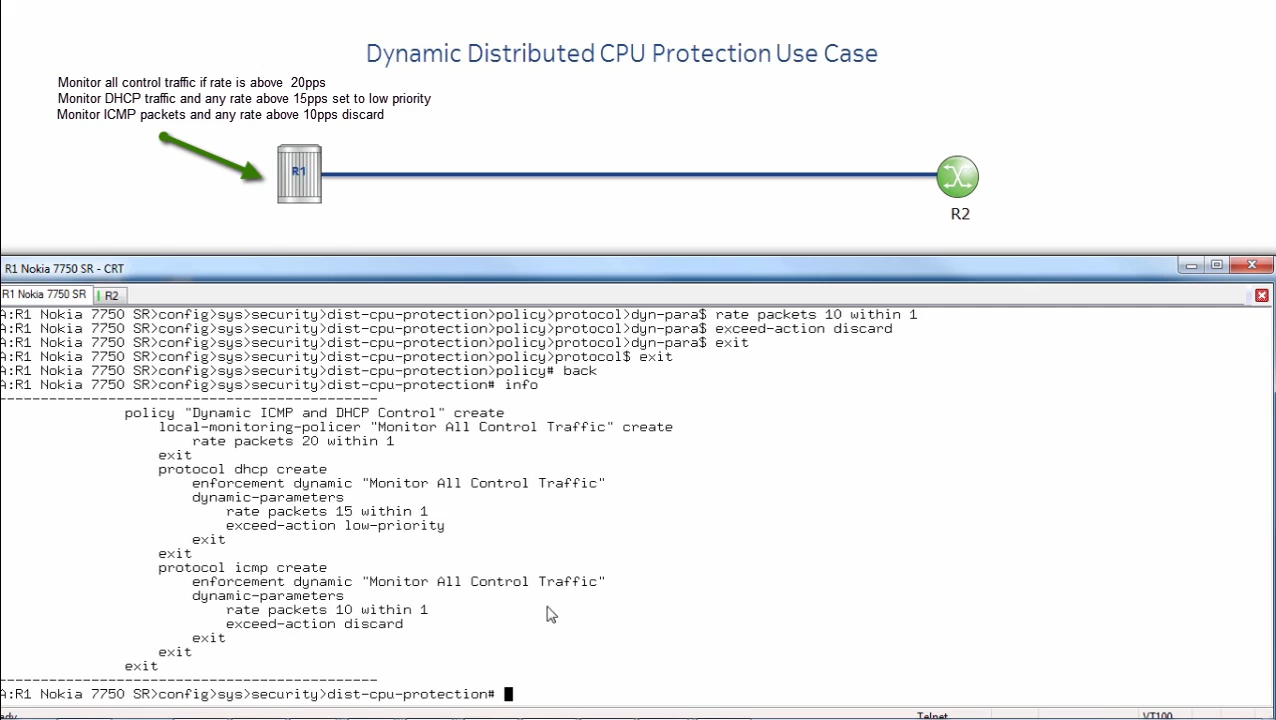 Dynamic Distributed CPU Protection Use Case
Monitor all control traffic if rate is above  20pps
Monitor DHCP traffic and any rate above 15pps set to low priority
Monitor ICMP packets and any rate above 10pps discard
R1
R2
R1 Nokia 7750 SR - CRT
R1 Nokia 7750 SR
R2
A:R1 Nokia 7750 SR>config>sys>security>dist-cpu-protection>policy>protocol>dyn-para$ rate packets 10 within 1
A:R1 Nokia 7750 SR>config>sys>security>dist-cpu-protection>policy>protocol>dyn-para$ exceed-action discard
A:R1 Nokia 7750 SR>config>sys>security>dist-cpu-protection>policy>protocol>dyn-para$ exit
A:R1 Nokia 7750 SR>config>sys>security>dist-cpu-protection>policy>protocol$ exit
A:R1 Nokia 7750 SR>config>sys>security>dist-cpu-protection>policy# back
A:R1 Nokia 7750 SR>config>sys>security>dist-cpu-protection# info
----------------------------------------------
policy "Dynamic ICMP and DHCP Control" create
local-monitoring-policer "Monitor All Control Traffic" create
rate packets 20 within 1
exit
protocol dhcp create
enforcement dynamic "Monitor All Control Traffic"
dynamic-parameters
rate packets 15 within 1
exceed-action low-priority
exit
exit
protocol icmp create
enforcement dynamic "Monitor All Control Traffic"
dynamic-parameters
rate packets 10 within 1
exceed-action discard
exit
exit
exit
----------------------------------------------
A:R1 Nokia 7750 SR>config>sys>security>dist-cpu-protection#
Telnet
VT100